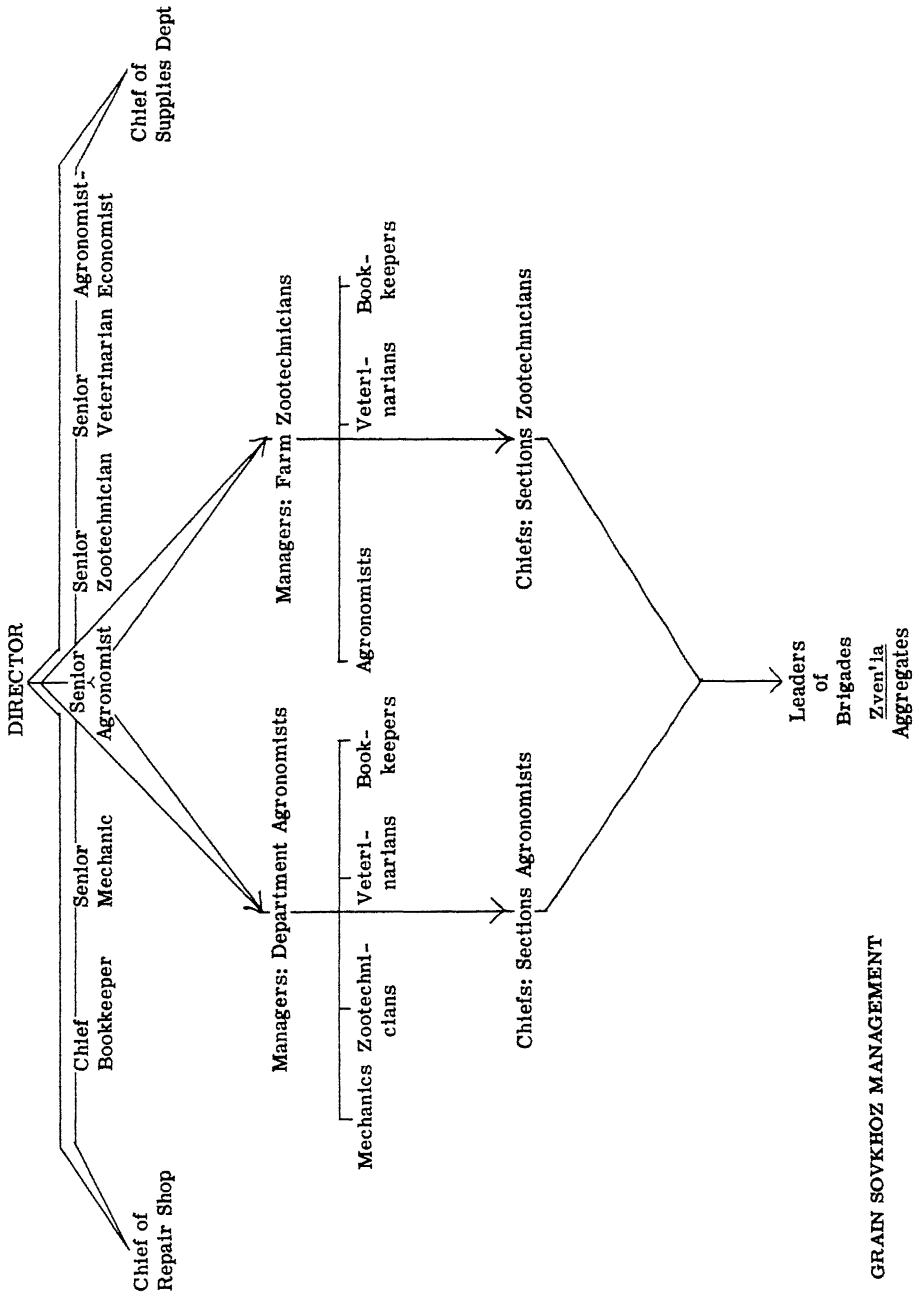 DIRECTOR
Chief of
Repair Shop
Chief
Bookkeeper
Senior
Mechanic
Senior
Agronomist
Senior
Zootechnician
Senior
Veterinarian
Agronomist-
Economist
Chief of
Supplies Dept
Managers: Department Agronomists
Mechanics
Zootechni-
cians
Veteri-
narians
Book-
keepers
Managers: Farm Zootechnicians
Agronomists
Veteri-
narians
Book-
keepers
Chiefs: Sections Agronomists
Chiefs: Sections Zootechnicians
Leaders
of
Brigades
Zven'ia
Aggregates
GRAIN SOVKHOZ MANAGEMENT